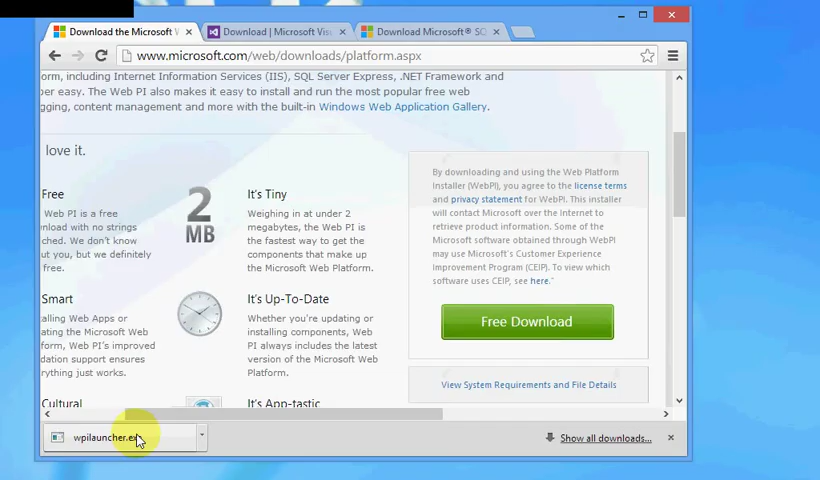 Download the Microsoft W
Download | Microsoft Visu
Download Microsoft® SQ
www.microsoft.com/web/downloads/platform.aspx
orm, including Internet Information Services (IIS), SQL Server Express, .NET Framework and
per easy. The Web PI also makes it easy to install and run the most popular free web
gging, content management and more with the built-in Windows Web Application Gallery.
love it.
Free
Web PI is a free
wnload with no strings
ched. We don't know
ut you, but we definitely
free.
2
MB
It's Tiny
Weighing in at under 2
megabytes, the Web PI is
the fastest way to get the
components that make up
the Microsoft Web Platform.
Smart
alling Web Apps or
ating the Microsoft Web
form, Web PI's improved
ndation support ensures
rything just works.
It's Up-To-Date
Whether you're updating or
installing components, Web
PI always includes the latest
version of the Microsoft Web
Platform.
Cultural
It's App-tastic
By downloading and using the Web Platform
Installer (WebPI), you agree to the license terms
and privacy statement for WebPI. This installer
will contact Microsoft over the Internet to
retrieve product information. Some of the
Microsoft software obtained through WebPI
may use Microsoft's Customer Experience
Improvement Program (CEIP). To view which
software uses CEIP, see here."
Free Download
View System Requirements and File Details
wpilauncher.exe
Show all downloads...